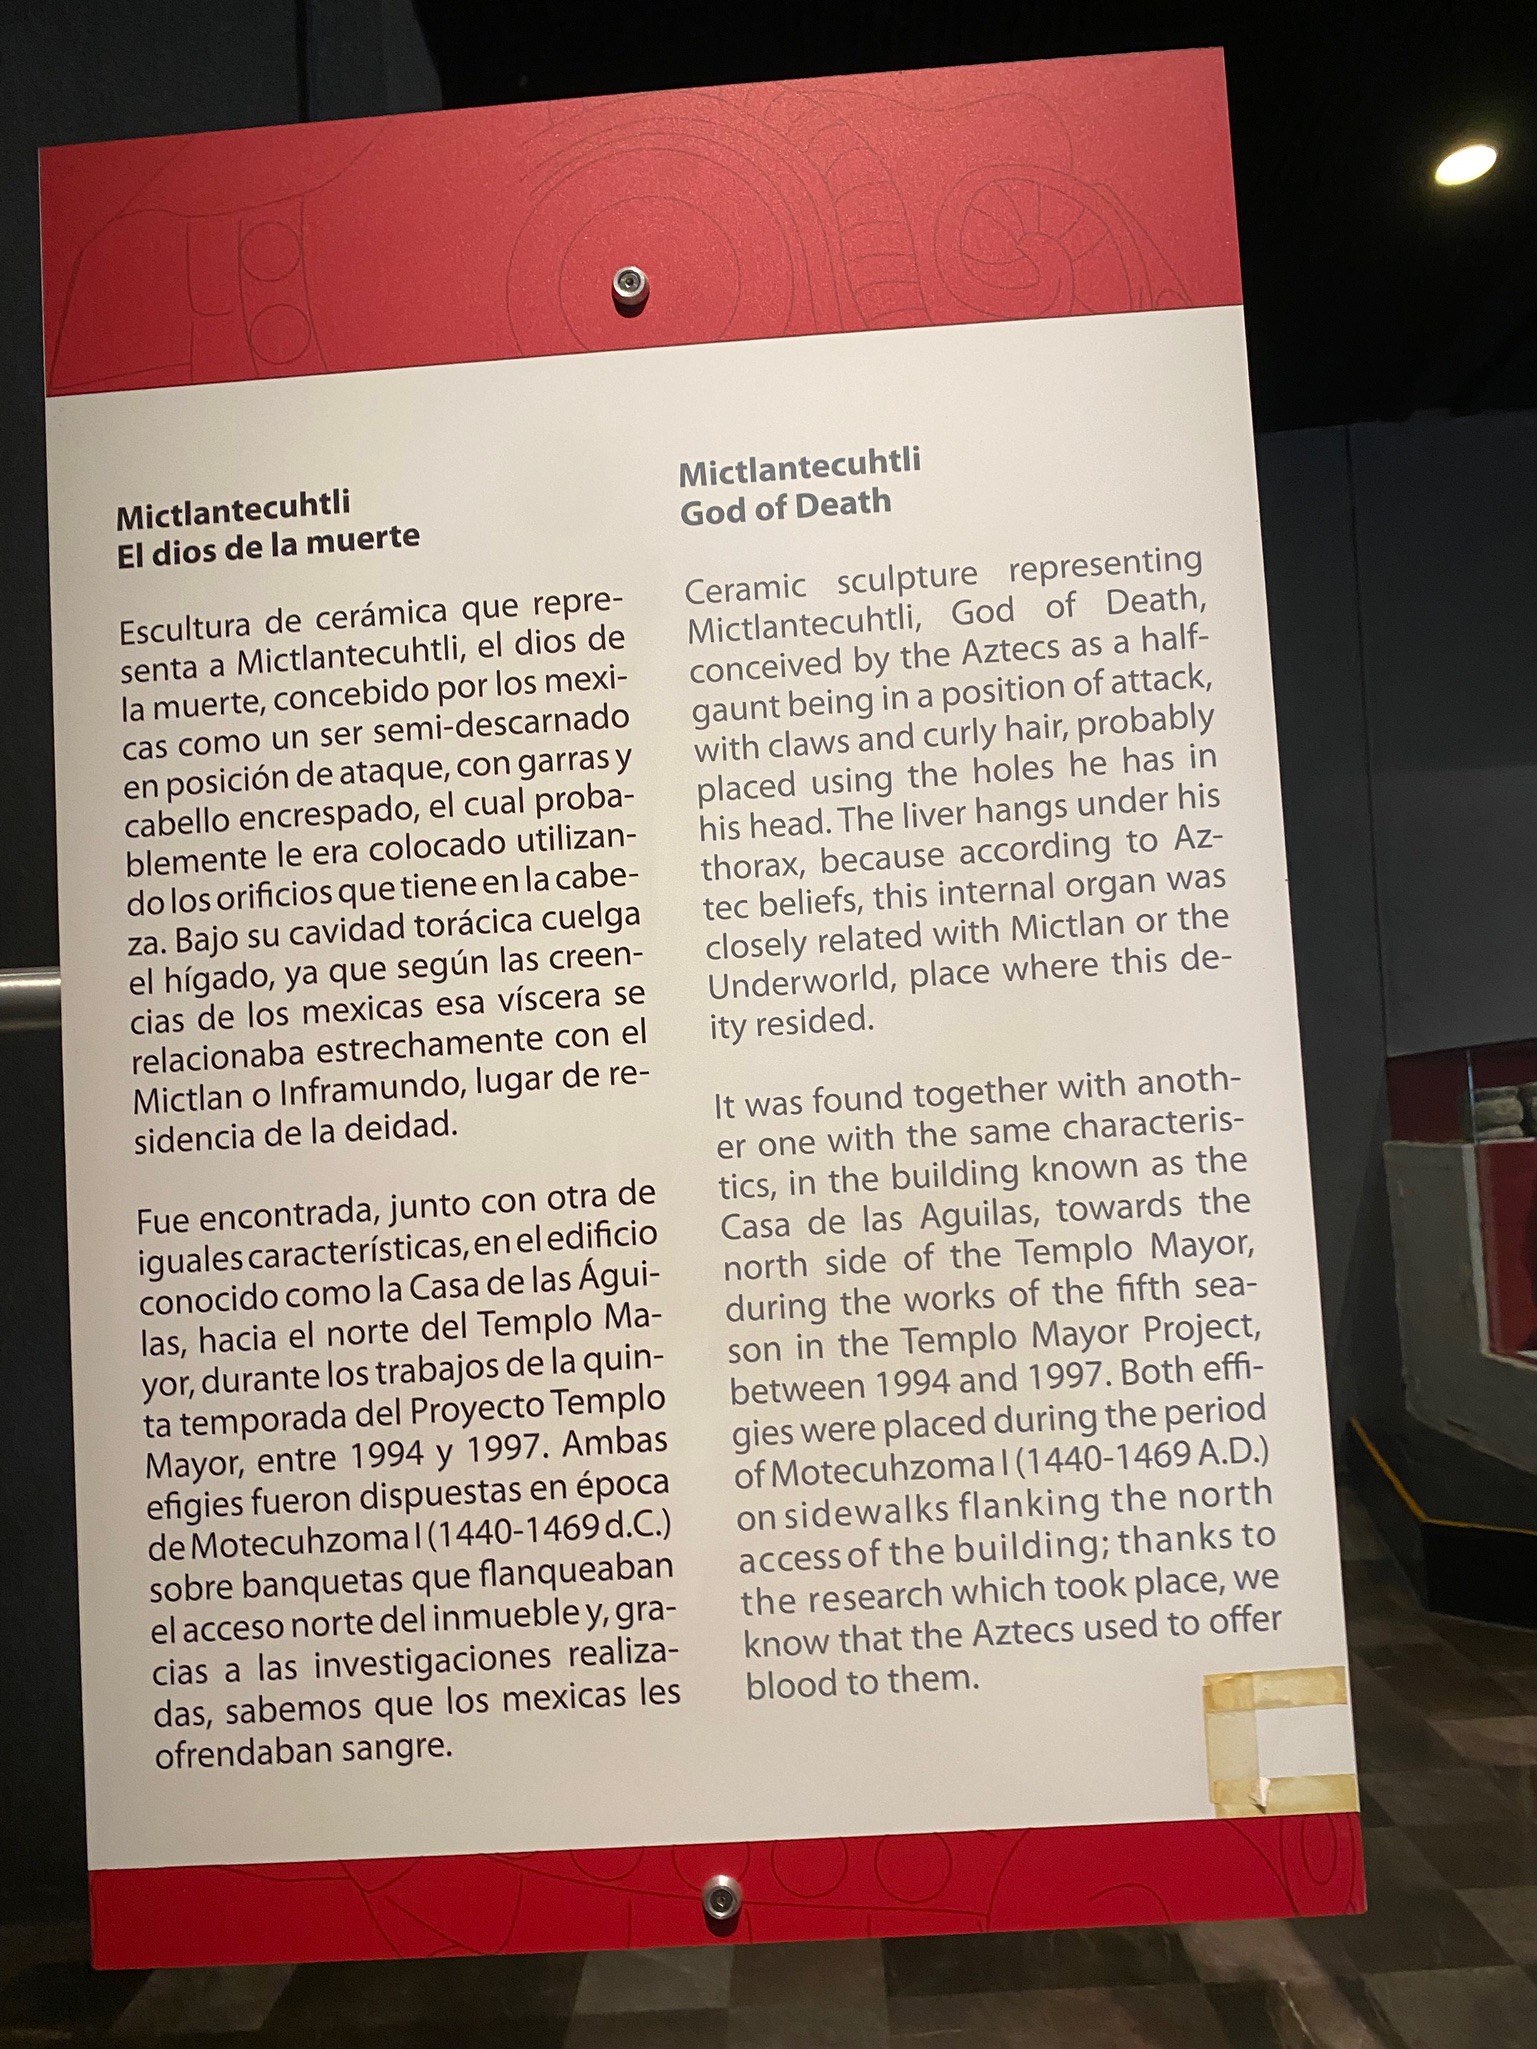 Mictlantecuhtli
El dios de la muerte
Escultura de cerámica que repre-
senta a Mictlantecuhtli, el dios de
la muerte, concebido por los mexi-
cas como un ser semi-descarnado
en posición de ataque, con garras y
cabello encrespado, el cual proba-
blemente le era colocado utilizan-
do los orificios que tiene en la cabe-
za. Bajo su cavidad torácica cuelga
el hígado, ya que según las creen-
cias de los mexicas esa víscera se
relacionaba estrechamente con el
Mictlan o Inframundo, lugar de re-
sidencia de la deidad.
Fue encontrada, junto con otra de
iguales características, en el edificio
conocido como la Casa de las Águi-
las, hacia el norte del Templo Ma-
yor, durante los trabajos de la quin-
ta temporada del Proyecto Templo
Mayor, entre 1994 y 1997. Ambas
efigies fueron dispuestas en época
de Motecuhzoma I (1440-1469 d.C.)
sobre banquetas que flanqueaban
el acceso norte del inmueble y, gra-
cias a las investigaciones realiza-
das, sabemos que los mexicas les
ofrendaban sangre.
Mictlantecuhtli
God of Death
Ceramic sculpture representing
Mictlantecuhtli, God of Death,
conceived by the Aztecs as a half-
gaunt being in a position of attack,
with claws and curly hair, probably
placed using the holes he has in
his head. The liver hangs under his
thorax, because according to Az-
tec beliefs, this internal organ was
closely related with Mictlan or the
Underworld, place where this de-
ity resided.
It was found together with anoth-
er one with the same characteris-
tics, in the building known as the
Casa de las Aguilas, towards the
north side of the Templo Mayor,
during the works of the fifth sea-
son in the Templo Mayor Project,
between 1994 and 1997. Both effi-
gies were placed during the period
of Motecuhzoma I (1440-1469 A.D.)
on sidewalks flanking the north
access of the building; thanks to
the research which took place, we
know that the Aztecs used to offer
blood to them.